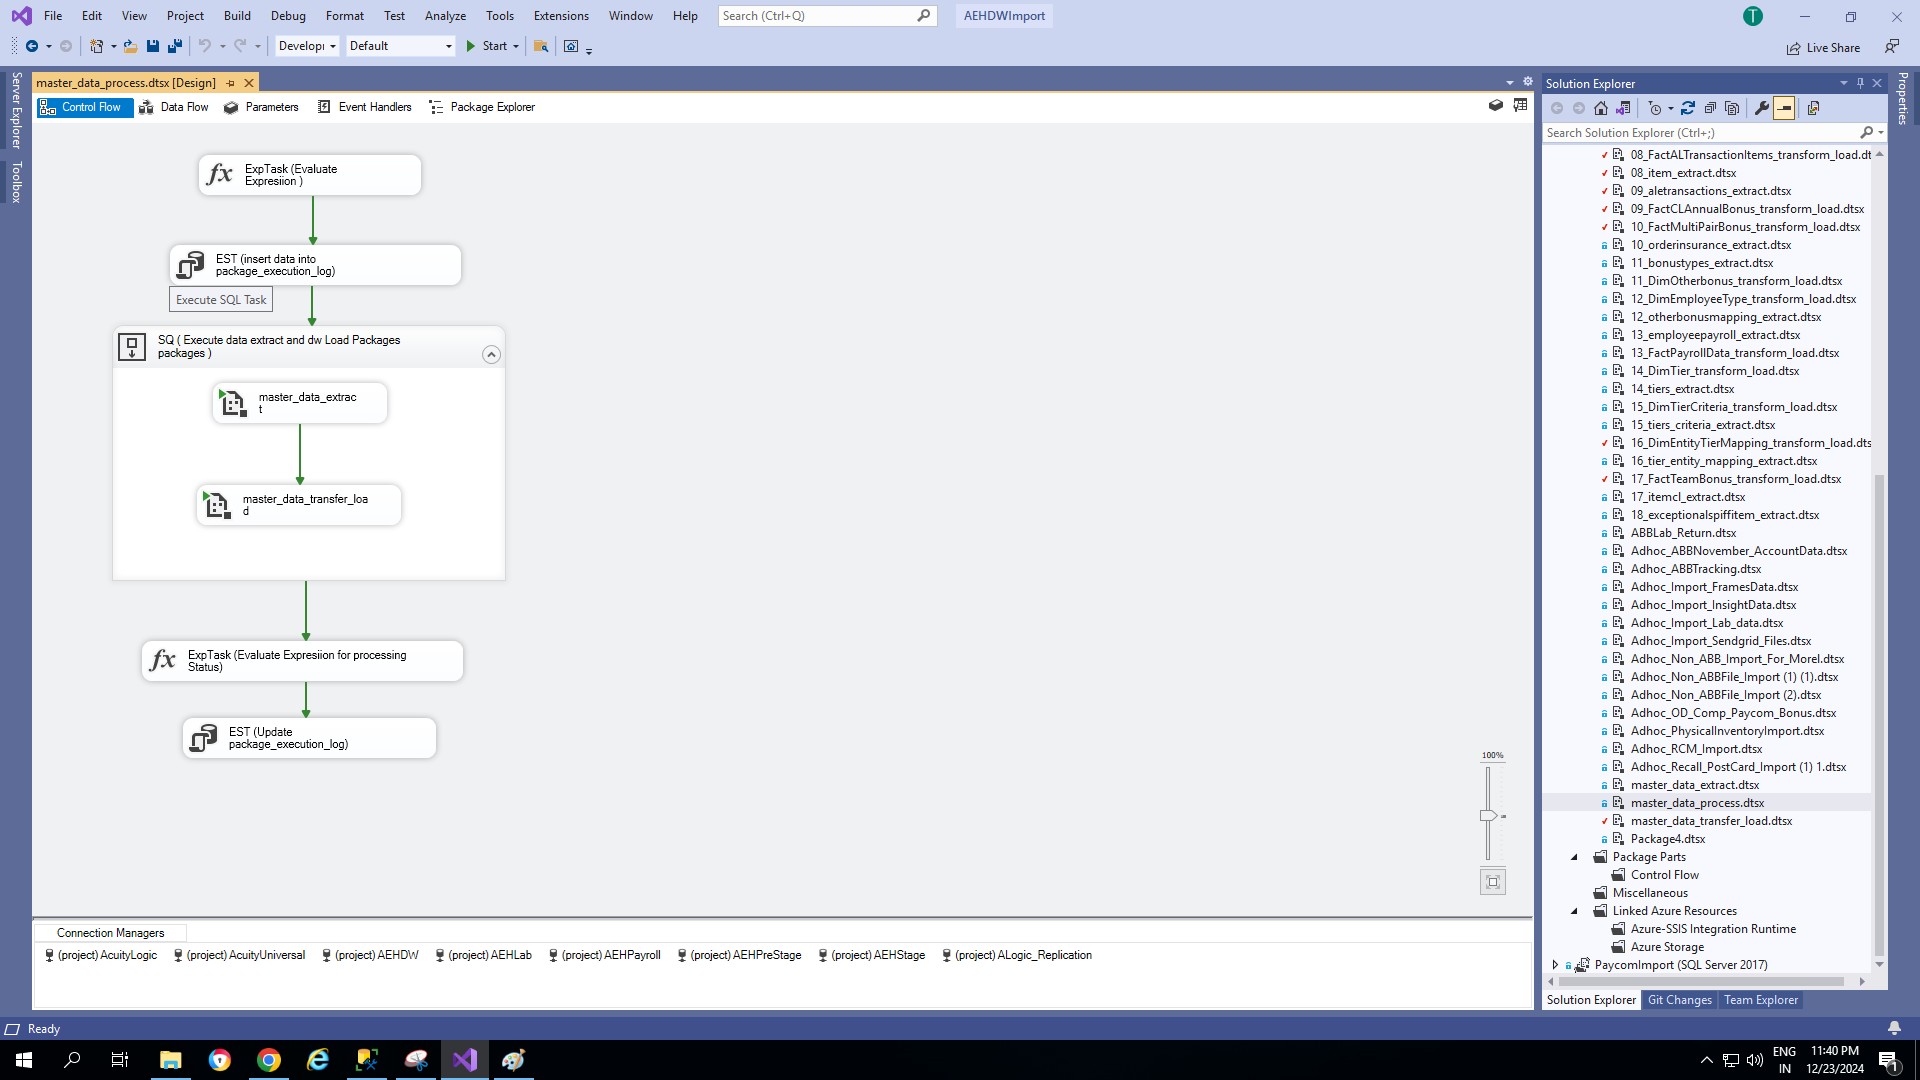 File Edit View Project Build Debug Format Test Analyze Tools Extensions Window Help Search (Ctrl+Q) AEHDWImport T
Developr Default Start Live Share
Server Explorer
Toolbox
master_data_process.dtsx [Design]
Control Flow Data Flow Parameters Event Handlers Package Explorer
ExpTask (Evaluate
Expresiion )
EST (insert data into
package_execution_log)
Execute SQL Task
SQ ( Execute data extract and dw Load Packages
packages )
master_data_extrac
t
master_data_transfer_loa
d
ExpTask (Evaluate Expresiion for processing
Status)
EST (Update
package_execution_log)
100%
Connection Managers
(project) AcuityLogic (project) AcuityUniversal (project) AEHDW (project) AEHLab (project) AEHPayroll (project) AEHPreStage (project) AEHStage (project) ALogic_Replication
Solution Explorer
Search Solution Explorer (Ctrl+;)
08_FactALTransactionItems_transform_load.dt
08_item_extract.dtsx
09_aletransactions_extract.dtsx
09_FactCLAnnualBonus_transform_load.dtsx
10_FactMultiPairBonus_transform_load.dtsx
10_orderinsurance_extract.dtsx
11_bonustypes_extract.dtsx
11_DimOtherbonus_transform_load.dtsx
12_DimEmployeeType_transform_load.dtsx
12_otherbonusmapping_extract.dtsx
13_employeepayroll_extract.dtsx
13_FactPayrollData_transform_load.dtsx
14_DimTier_transform_load.dtsx
14_tiers_extract.dtsx
15_DimTierCriteria_transform_load.dtsx
15_tiers_criteria_extract.dtsx
16_DimEntityTierMapping_transform_load.dts
16_tier_entity_mapping_extract.dtsx
17_FactTeamBonus_transform_load.dtsx
17_itemcl_extract.dtsx
18_exceptionalspiffitem_extract.dtsx
ABBLab_Return.dtsx
Adhoc_ABBNovember_AccountData.dtsx
Adhoc_ABBTracking.dtsx
Adhoc_Import_FramesData.dtsx
Adhoc_Import_InsightData.dtsx
Adhoc_Import_Lab_data.dtsx
Adhoc_Import_Sendgrid_Files.dtsx
Adhoc_Non_ABB_Import_For_Morel.dtsx
Adhoc_Non_ABBFile_Import (1) (1).dtsx
Adhoc_Non_ABBFile_Import (2).dtsx
Adhoc_OD_Comp_Paycom_Bonus.dtsx
Adhoc_PhysicalInventoryImport.dtsx
Adhoc_RCM_Import.dtsx
Adhoc_Recall_PostCard_Import (1) 1.dtsx
master_data_extract.dtsx
master_data_process.dtsx
master_data_transfer_load.dtsx
Package4.dtsx
Package Parts
Control Flow
Miscellaneous
Linked Azure Resources
Azure-SSIS Integration Runtime
Azure Storage
PaycomImport (SQL Server 2017)
Solution Explorer Git Changes Team Explorer
Properties
Ready
ENG
IN
11:40 PM
12/23/2024
1